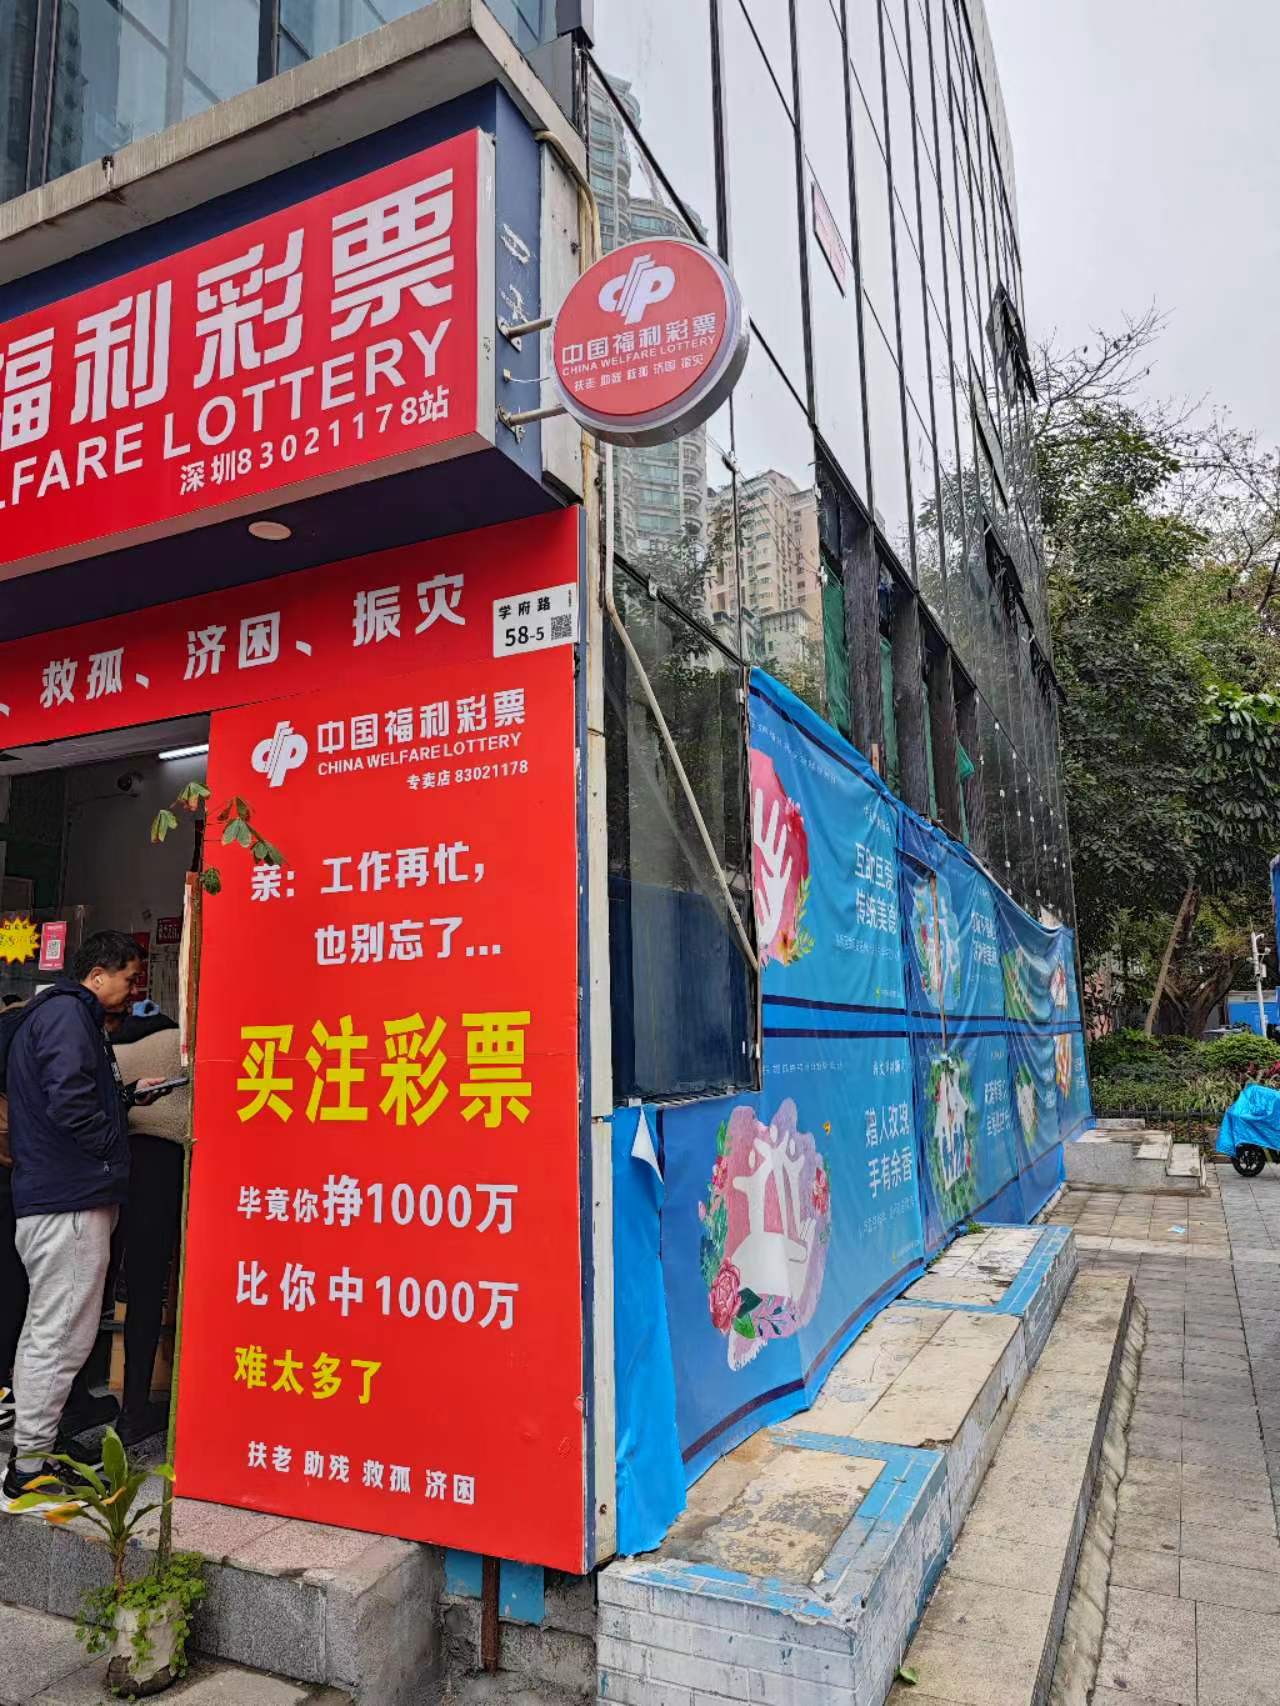 福利彩票
LFARE LOTTERY
深圳83021178站
中国福利彩票
CHINA WELFARE LOTTERY
扶老 助残 救孤 济困 振灾
、救孤、济困、振灾
学府路
58-5
中国福利彩票
CHINA WELFARE LOTTERY
专卖店 83021178
亲：工作再忙，
也别忘了...
买注彩票
毕竟你挣1000万
比你中1000万
难太多了
扶老 助残 救孤 济困
互助互爱
传统美德
赠人玫瑰
手有余香